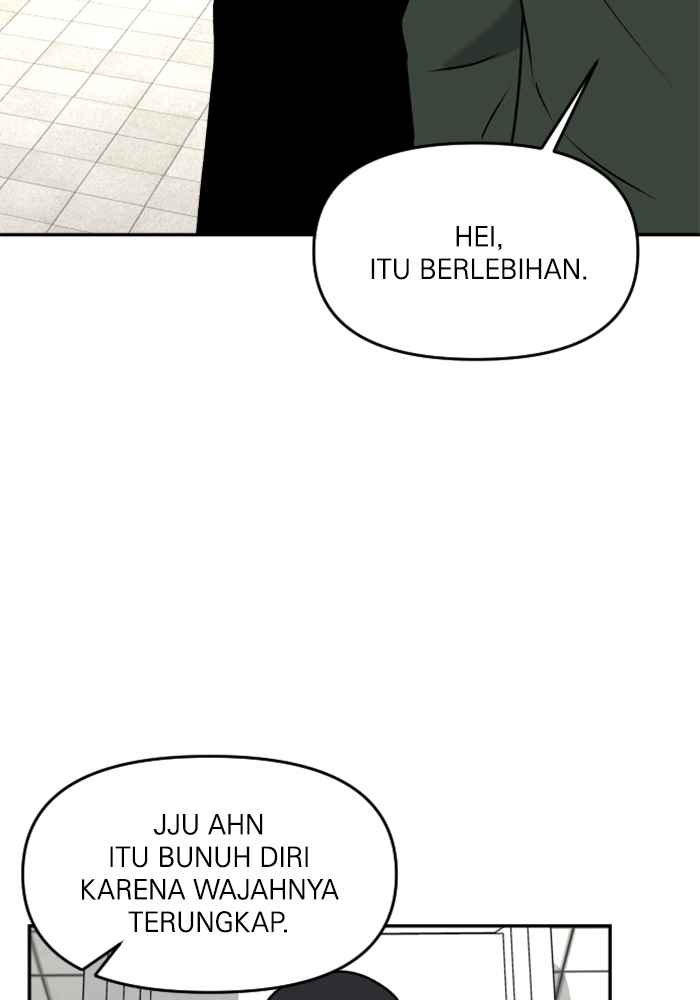 HEI,
ITU BERLEBIHAN.
JJU AHN
ITU BUNUH DIRI
KARENA WAJAHNYA
TERUNGKAP.